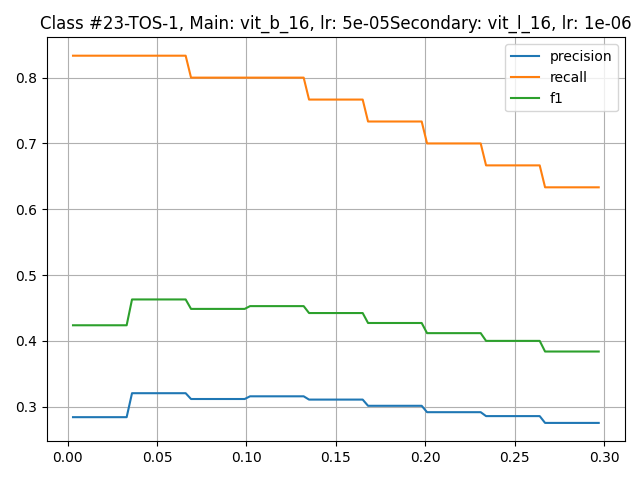 Class #23-TOS-1, Main: vit_b_16, lr: 5e-05Secondary: vit_l_16, lr: 1e-06
precision
recall
f1
0.8
0.7
0.6
0.5
0.4
0.3
0.00 0.05 0.10 0.15 0.20 0.25 0.30